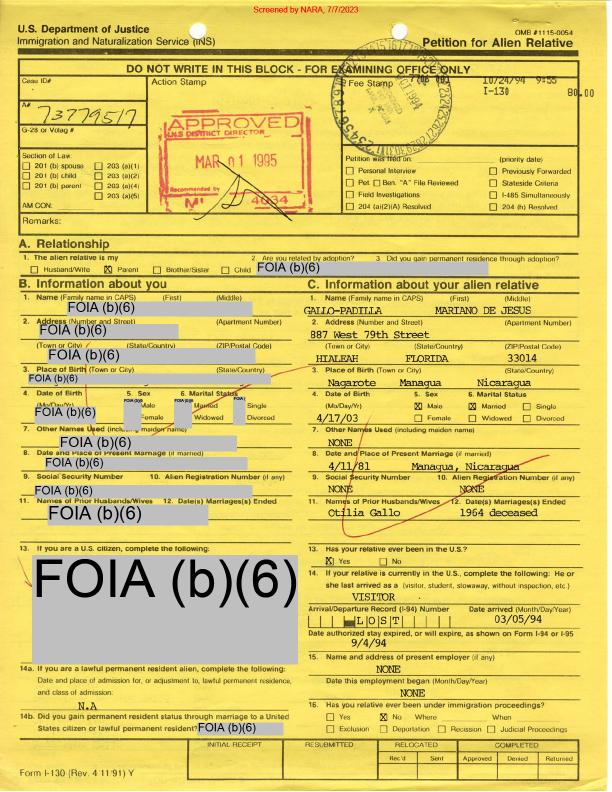 Screened by NARA, 7/7/2023
U.S. Department of Justice
Immigration and Naturalization Service (INS)
OMB #1115-0054
Petition for Alien Relative
DO NOT WRITE IN THIS BLOCK - FOR EXAMINING OFFICE ONLY
Case ID#
Action Stamp
Fee Stamp
10/24/94 9:55
I-130 80.00
A#
73779517
G-28 or Volag #
APPROVED
U.S DISTRICT DIRECTOR
MAR 01 1995
Recommended by
4034
Section of Law:
201 (b) spouse 203 (a)(1)
201 (b) child 203 (a)(2)
201 (b) parent 203 (a)(4)
203 (a)(5)
AM CON:
Petition was filed on: (priority date)
Personal Interview Previously Forwarded
Pet Ben. "A" File Reviewed Stateside Criteria
Field Investigations I-485 Simultaneously
204 (a)(2)(A) Resolved 204 (h) Resolved
Remarks:
A. Relationship
1. The alien relative is my 2. Are you related by adoption? 3 Did you gain permanent residence through adoption?
Husband/Wife X Parent Brother/Sister Child FOIA (b)(6)
B. Information about you
1. Name (Family name in CAPS) (First) (Middle)
FOIA (b)(6)
2. Address (Number and Street) (Apartment Number)
FOIA (b)(6)
(Town or City) (State/Country) (ZIP/Postal Code)
FOIA (b)(6)
3. Place of Birth (Town or City) (State/Country)
FOIA (b)(6)
4. Date of Birth 5. Sex 6. Marital Status
(Mo/Day/Yr) Male Married Single
FOIA (b)(6) Female Widowed Divorced
7. Other Names Used (including maiden name)
FOIA (b)(6)
8. Date and Place of Present Marriage (if married)
FOIA (b)(6)
9. Social Security Number 10. Alien Registration Number (if any)
FOIA (b)(6)
11. Names of Prior Husbands/Wives 12. Date(s) Marriages(s) Ended
FOIA (b)(6)
13. If you are a U.S. citizen, complete the following:
FOIA (b)(6)
14a. If you are a lawful permanent resident alien, complete the following:
Date and place of admission for, or adjustment to, lawful permanent residence,
and class of admission:
N.A
14b. Did you gain permanent resident status through marriage to a United
States citizen or lawful permanent resident? FOIA (b)(6)
C. Information about your alien relative
1. Name (Family name in CAPS) (First) (Middle)
GALLO-PADILLA MARIANO DE JESUS
2. Address (Number and Street) (Apartment Number)
887 West 79th Street
(Town or City) (State/Country) (ZIP/Postal Code)
HIALEAH FLORIDA 33014
3. Place of Birth (Town or City) (State/Country)
Nagarote Managua Nicaragua
4. Date of Birth 5. Sex 6. Marital Status
(Mo/Day/Yr) X Male X Married Single
4/17/03 Female Widowed Divorced
7. Other Names Used (including maiden name)
NONE
8. Date and Place of Present Marriage (if married)
4/11/81 Managua, Nicaragua
9. Social Security Number 10. Alien Registration Number (if any)
NONE NONE
11. Names of Prior Husbands/Wives 12. Date(s) Marriages(s) Ended
Otilia Gallo 1964 deceased
13. Has your relative ever been in the U.S.?
X Yes No
14. If your relative is currently in the U.S., complete the following: He or
she last arrived as a (visitor, student, stowaway, without inspection, etc.)
VISITOR
Arrival/Departure Record (I-94) Number Date arrived (Month/Day/Year)
LOST 03/05/94
Date authorized stay expired, or will expire, as shown on Form I-94 or I-95
9/4/94
15. Name and address of present employer (if any)
NONE
Date this employment began (Month/Day/Year)
NONE
16. Has your relative ever been under immigration proceedings?
Yes X No Where When
Exclusion Deportation Recission Judicial Proceedings
INITIAL RECEIPT RESUBMITTED RELOCATED COMPLETED
Rec'd Sent Approved Denied Returned
Form I-130 (Rev. 4 11/91) Y